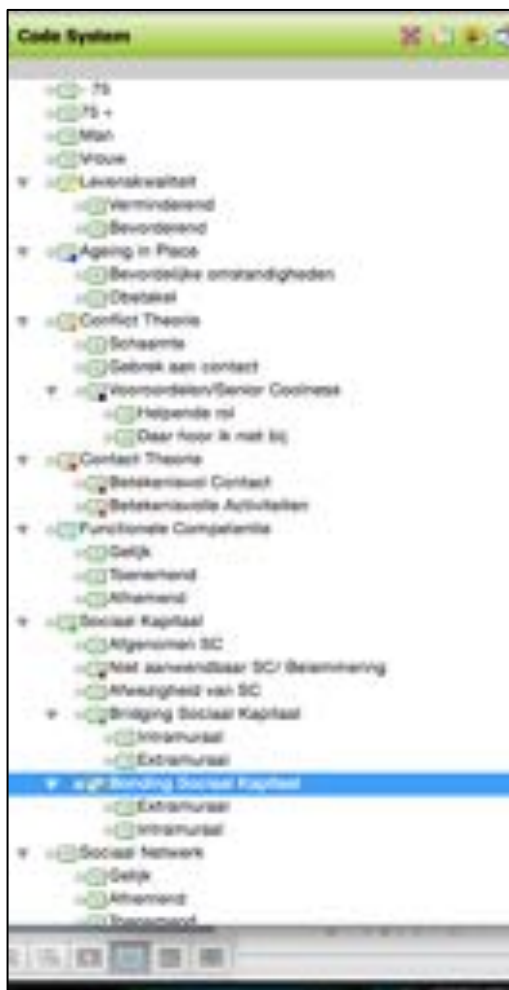 Code System
- 75
75 +
Man
Vrouw
Levenskwaliteit
Verminderend
Bevorderend
Ageing in Place
Bevordelijke omstandigheden
Obstakel
Conflict Theorie
Schaamte
Gebrek aan contact
Vooroordelen/Senior Coolness
Helpende rol
Daar hoor ik niet bij
Contact Theorie
Betekenisvol Contact
Betekenisvolle Activiteiten
Functionele Competentie
Gelijk
Toenemend
Afnemend
Sociaal Kapitaal
Afgenomen SC
Niet aanwendbaar SC/ Belemmering
Afwezigheid van SC
Bridging Sociaal Kapitaal
Intramuraal
Extramuraal
Bonding Sociaal Kapitaal
Extramuraal
Intramuraal
Sociaal Netwerk
Gelijk
Afnemend
Toenemend